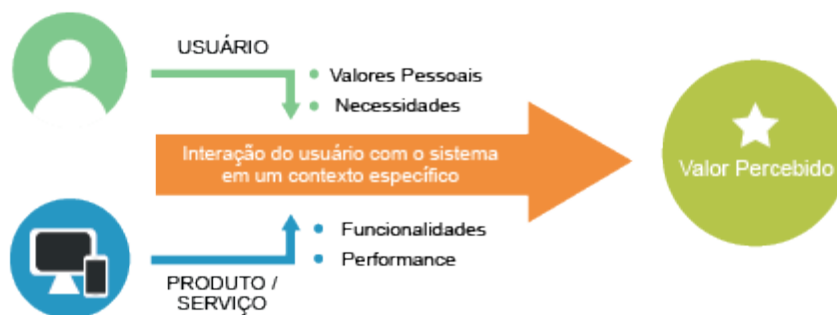 USUÁRIO
• Valores Pessoais
• Necessidades
Interação do usuário com o sistema
em um contexto específico
Valor Percebido
• Funcionalidades
• Performance
PRODUTO /
SERVIÇO